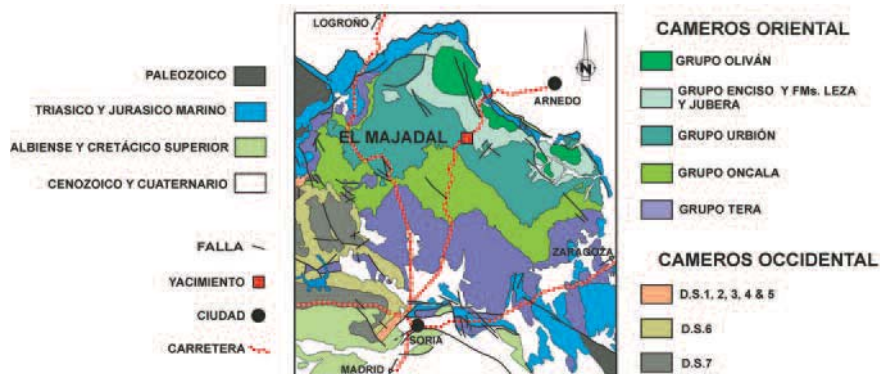 PALEOZOICO
TRIASICO Y JURASICO MARINO
ALBIENSE Y CRETÁCICO SUPERIOR
CENOZOICO Y CUATERNARIO
FALLA
YACIMIENTO
CIUDAD
CARRETERA
LOGROÑO
N
ARNEDO
EL MAJADAL
ZARAGOZA
SORIA
MADRID
CAMEROS ORIENTAL
GRUPO OLIVÁN
GRUPO ENCISO Y FMs. LEZA
Y JUBERA
GRUPO URBIÓN
GRUPO ONCALA
GRUPO TERA
CAMEROS OCCIDENTAL
D.S.1, 2, 3, 4 & 5
D.S.6
D.S.7